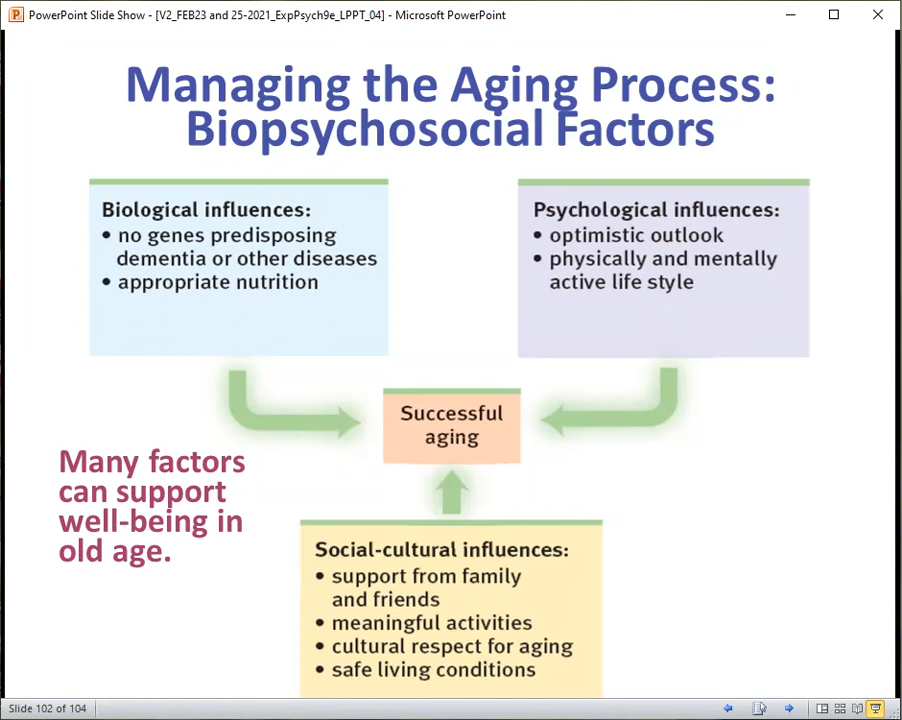 PowerPoint Slide Show - [V2_FEB23 and 25-2021_ExpPsych9e_LPPT_04] - Microsoft PowerPoint
Managing the Aging Process:
Biopsychosocial Factors
Biological influences:
• no genes predisposing
dementia or other diseases
• appropriate nutrition
Psychological influences:
• optimistic outlook
• physically and mentally
active life style
Successful
aging
Many factors
can support
well-being in
old age.
Social-cultural influences:
• support from family
and friends
• meaningful activities
• cultural respect for aging
• safe living conditions
Slide 102 of 104